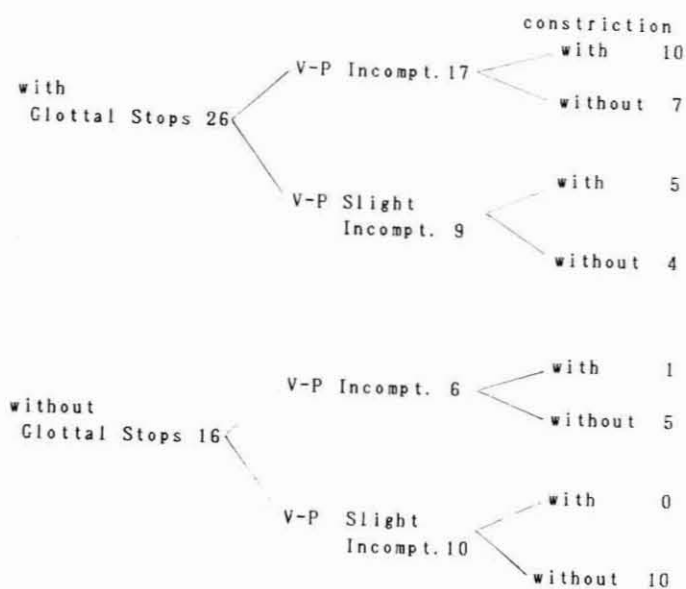 constriction
with 10
V-P Incompt. 17
with
without 7
Glottal Stops 26
with 5
V-P Slight
Incompt. 9
without 4
with 1
V-P Incompt. 6
without
without 5
Glottal Stops 16
with 0
V-P Slight
Incompt. 10
without 10